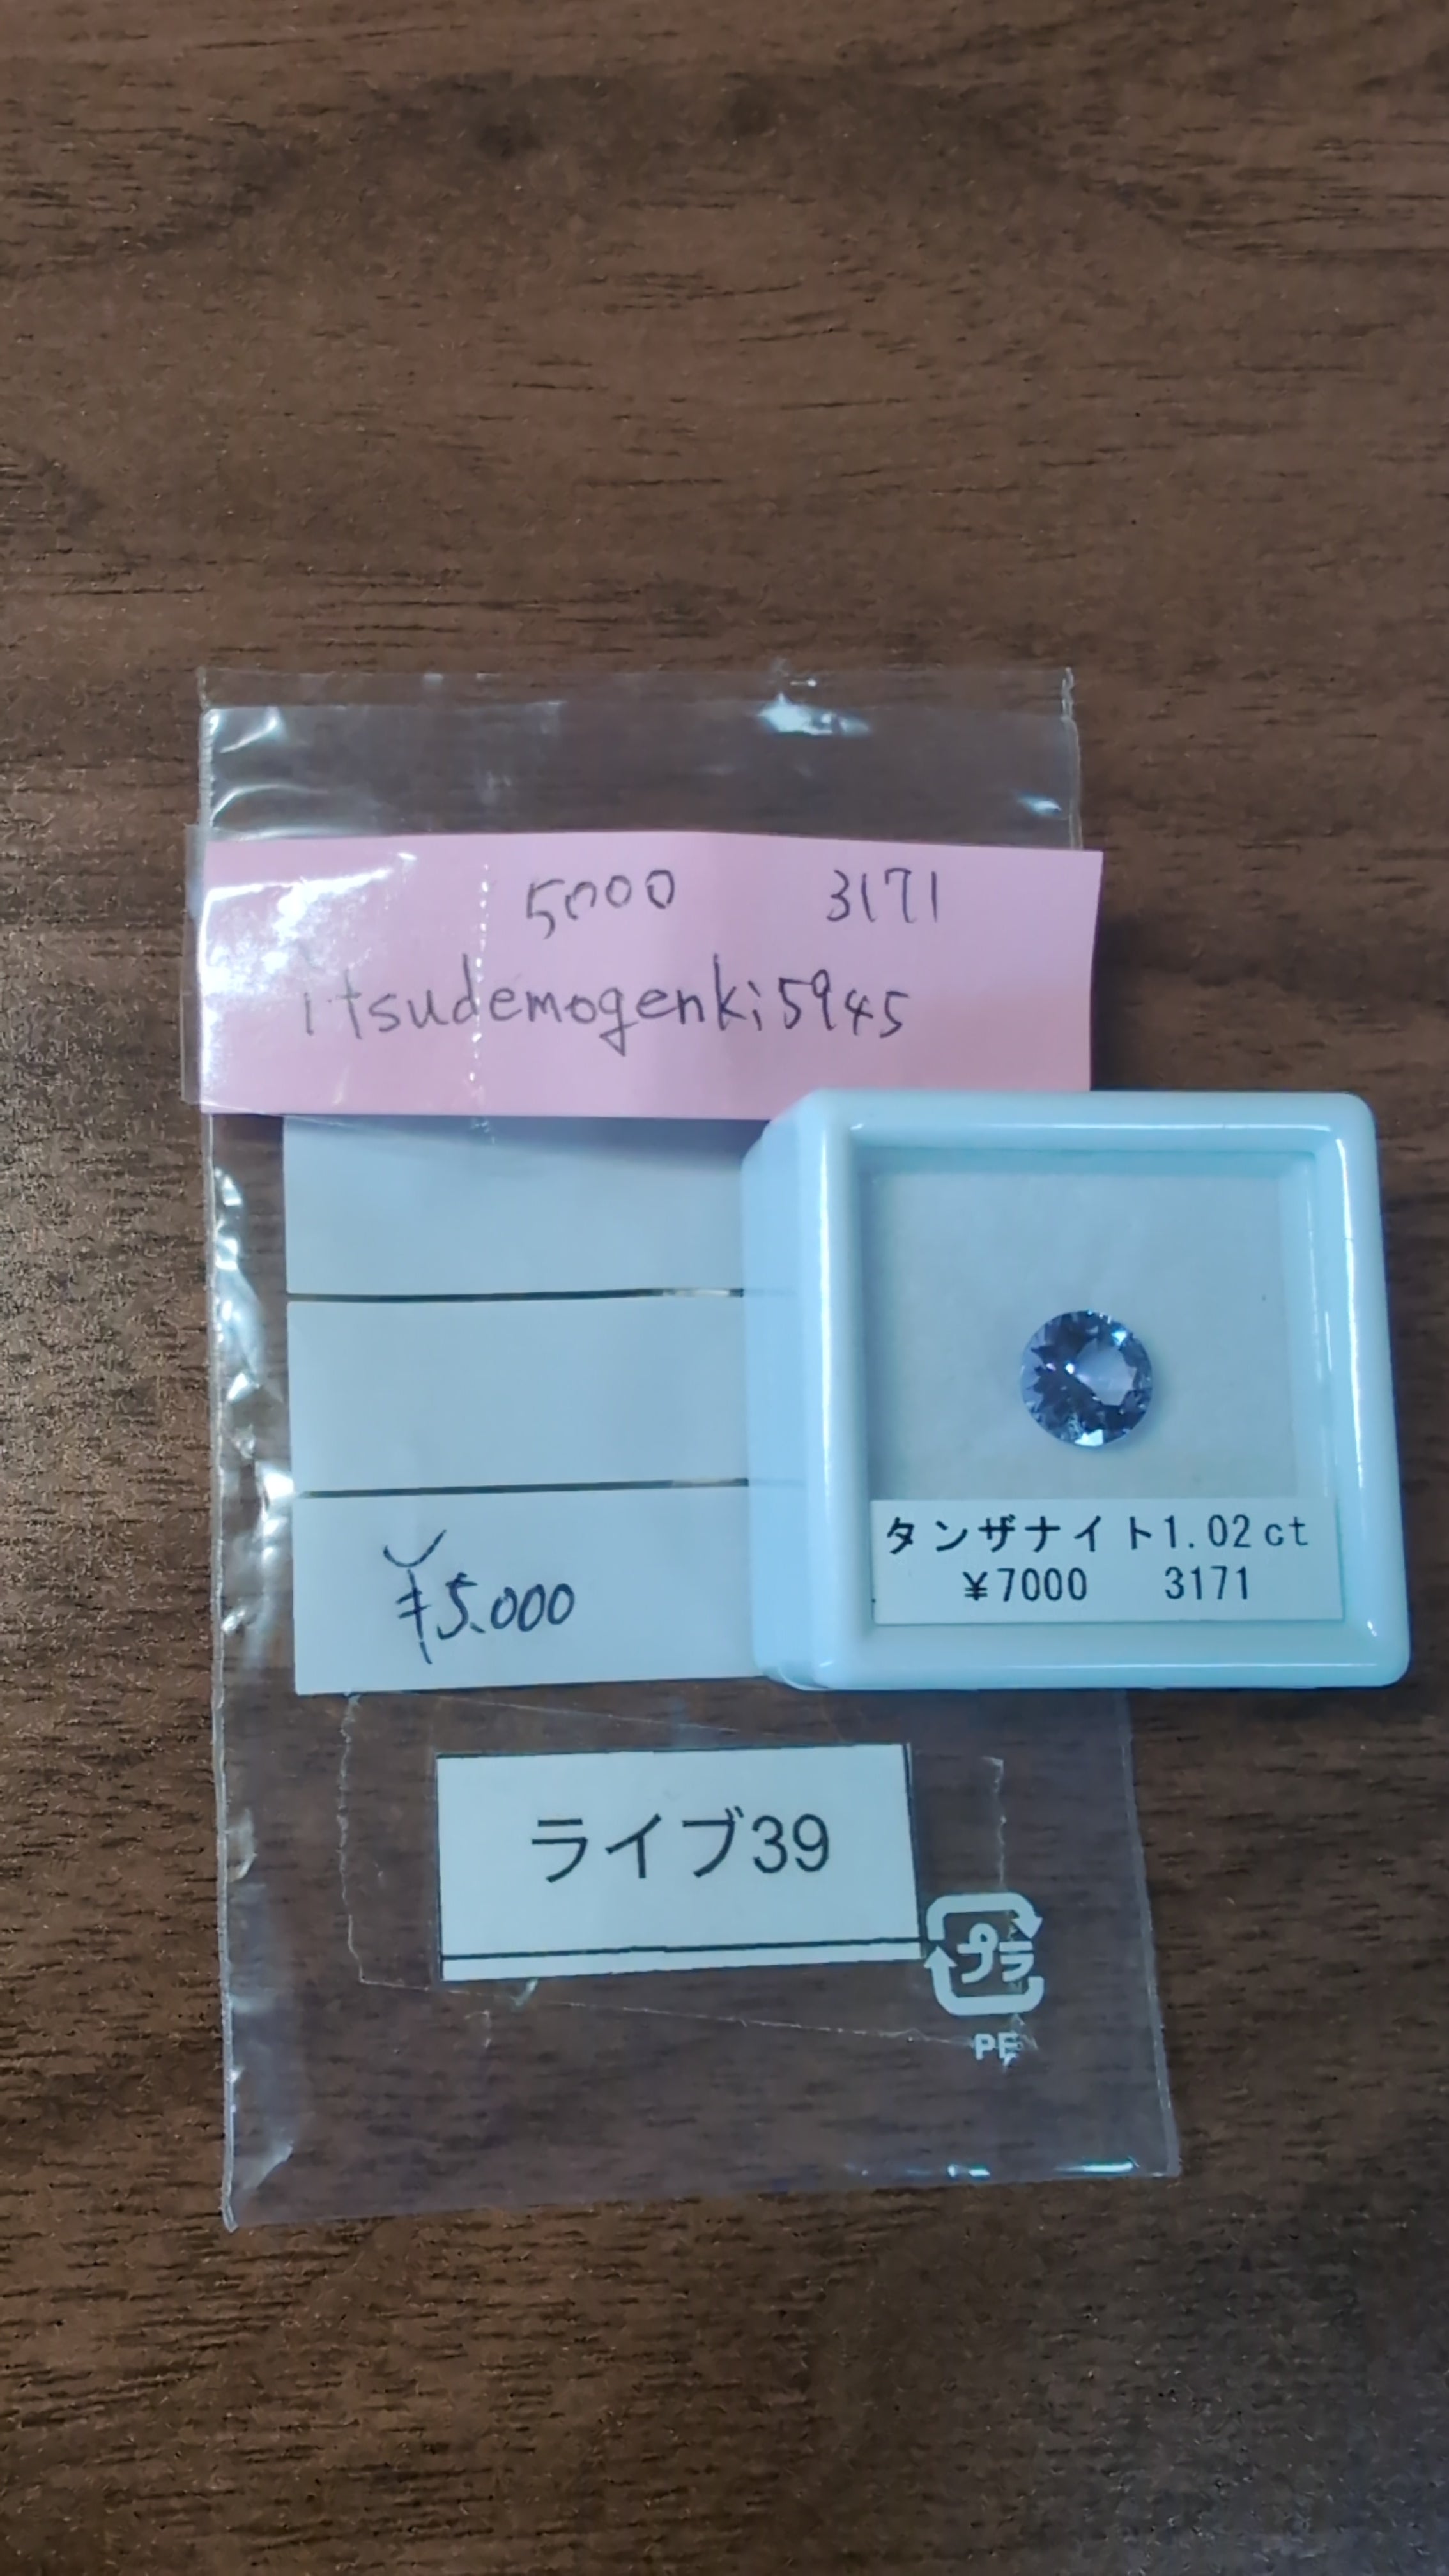 5000 3171
itsudemogenki5945
タンザナイト1.02ct
¥7000 3171
¥5.000
ライブ39
プラ
PE